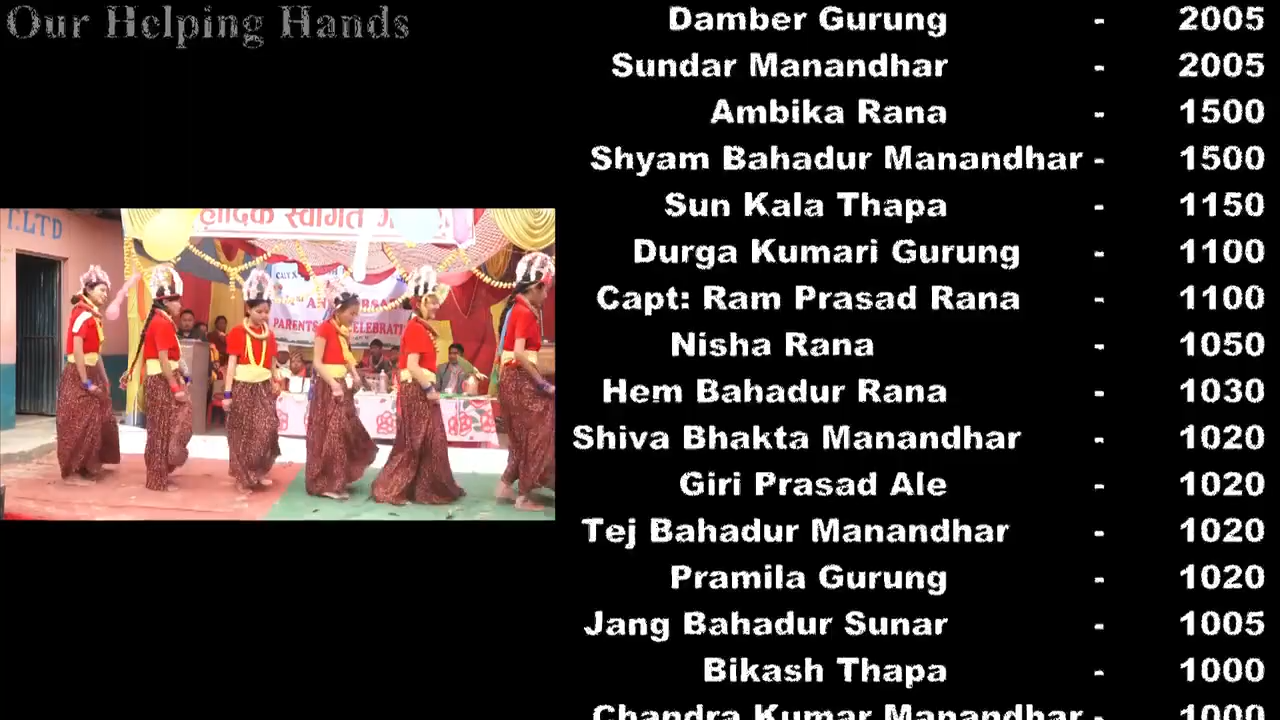 Our Helping Hands
Damber Gurung - 2005
Sundar Manandhar - 2005
Ambika Rana - 1500
Shyam Bahadur Manandhar - 1500
Sun Kala Thapa - 1150
Durga Kumari Gurung - 1100
Capt: Ram Prasad Rana - 1100
Nisha Rana - 1050
Hem Bahadur Rana - 1030
Shiva Bhakta Manandhar - 1020
Giri Prasad Ale - 1020
Tej Bahadur Manandhar - 1020
Pramila Gurung - 1020
Jang Bahadur Sunar - 1005
Bikash Thapa - 1000
Chandra Kumar Manandhar - 1000
T.LTD
हार्दिक स्वागत
PARENTS